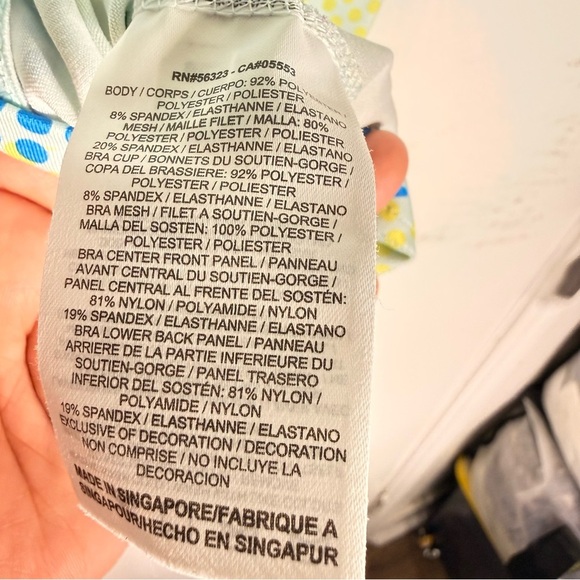 RN#56323 - CA#05553
BODY / CORPS / CUERPO: 92% POLYESTER /
POLYESTER / POLIESTER
8% SPANDEX / ELASTHANNE / ELASTANO
MESH / MAILLE FILET / MALLA: 80%
POLYESTER / POLYESTER / POLIESTER
20% SPANDEX / ELASTHANNE / ELASTANO
BRA CUP / BONNETS DU SOUTIEN-GORGE /
COPA DEL BRASSIERE: 92% POLYESTER /
POLYESTER / POLIESTER
8% SPANDEX / ELASTHANNE / ELASTANO
BRA MESH / FILET A SOUTIEN-GORGE /
MALLA DEL SOSTEN: 100% POLYESTER /
POLYESTER / POLIESTER
BRA CENTER FRONT PANEL / PANNEAU
AVANT CENTRAL DU SOUTIEN-GORGE /
PANEL CENTRAL AL FRENTE DEL SOSTÉN:
81% NYLON / POLYAMIDE / NYLON
19% SPANDEX / ELASTHANNE / ELASTANO
BRA LOWER BACK PANEL / PANNEAU
ARRIERE DE LA PARTIE INFERIEURE DU
SOUTIEN-GORGE / PANEL TRASERO
INFERIOR DEL SOSTÉN: 81% NYLON /
POLYAMIDE / NYLON
19% SPANDEX / ELASTHANNE / ELASTANO
EXCLUSIVE OF DECORATION / DECORATION
NON COMPRISE / NO INCLUYE LA
DECORACION
MADE IN SINGAPORE/FABRIQUE A
SINGAPOUR/HECHO EN SINGAPUR